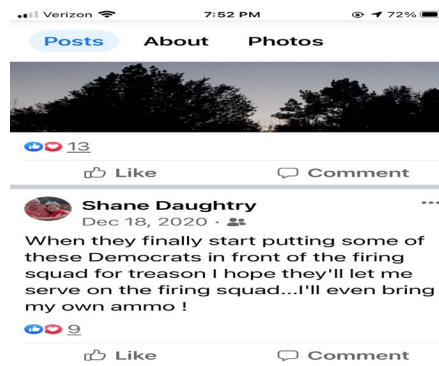 Verizon 7:52 PM 72%
Posts About Photos
13
Like Comment
Shane Daughtry
Dec 18, 2020 ·
When they finally start putting some of
these Democrats in front of the firing
squad for treason I hope they'll let me
serve on the firing squad...I'll even bring
my own ammo !
9
Like Comment